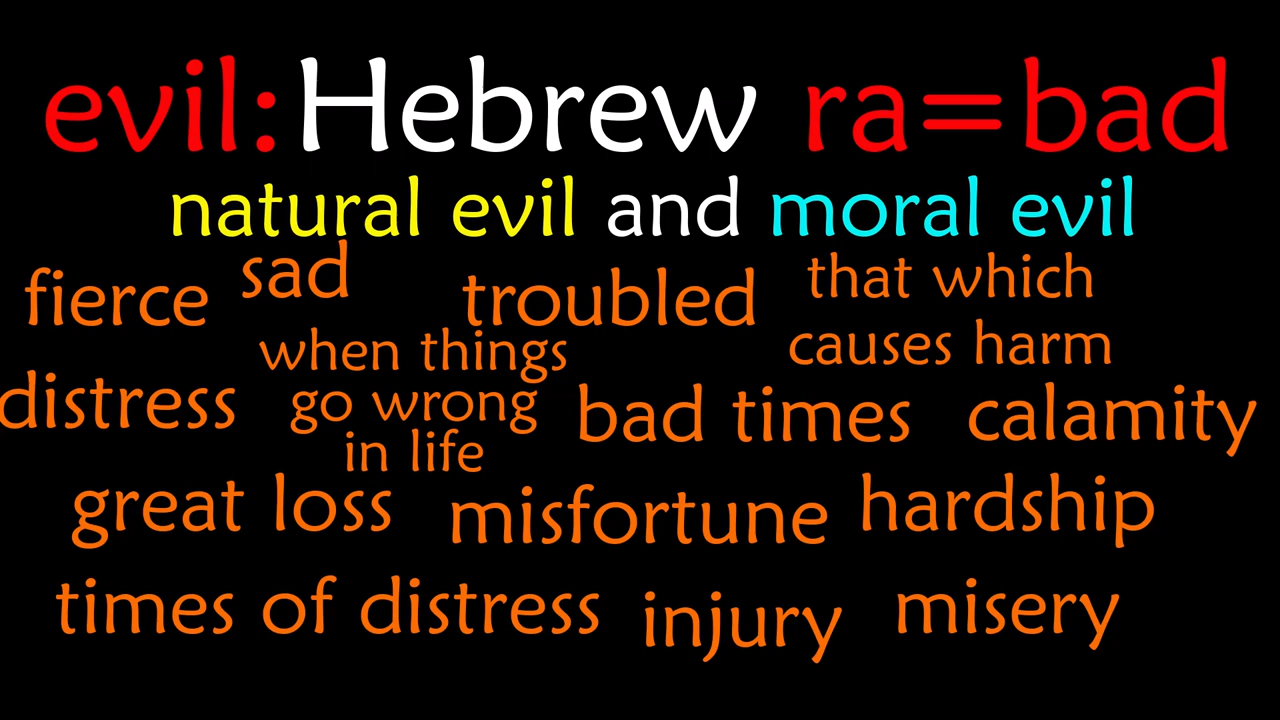 evil: Hebrew ra=bad
natural evil and moral evil
fierce
sad
troubled
that which
causes harm
when things
go wrong
in life
distress
bad times
calamity
great loss
misfortune
hardship
times of distress
injury
misery